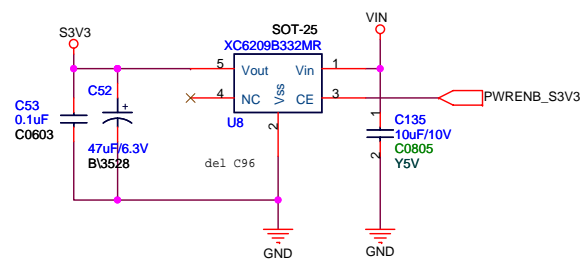 S3V3
SOT-25
VIN
XC6209B332MR
5
Vout
Vin
1
C53
0.1uF
C0603
C52
+
47uF/6.3V
B\3528
4
NC
Vss
CE
3
PWRENB_S3V3
U8
2
del C96
1
C135
10uF/10V
C0805
Y5V
2
GND
GND